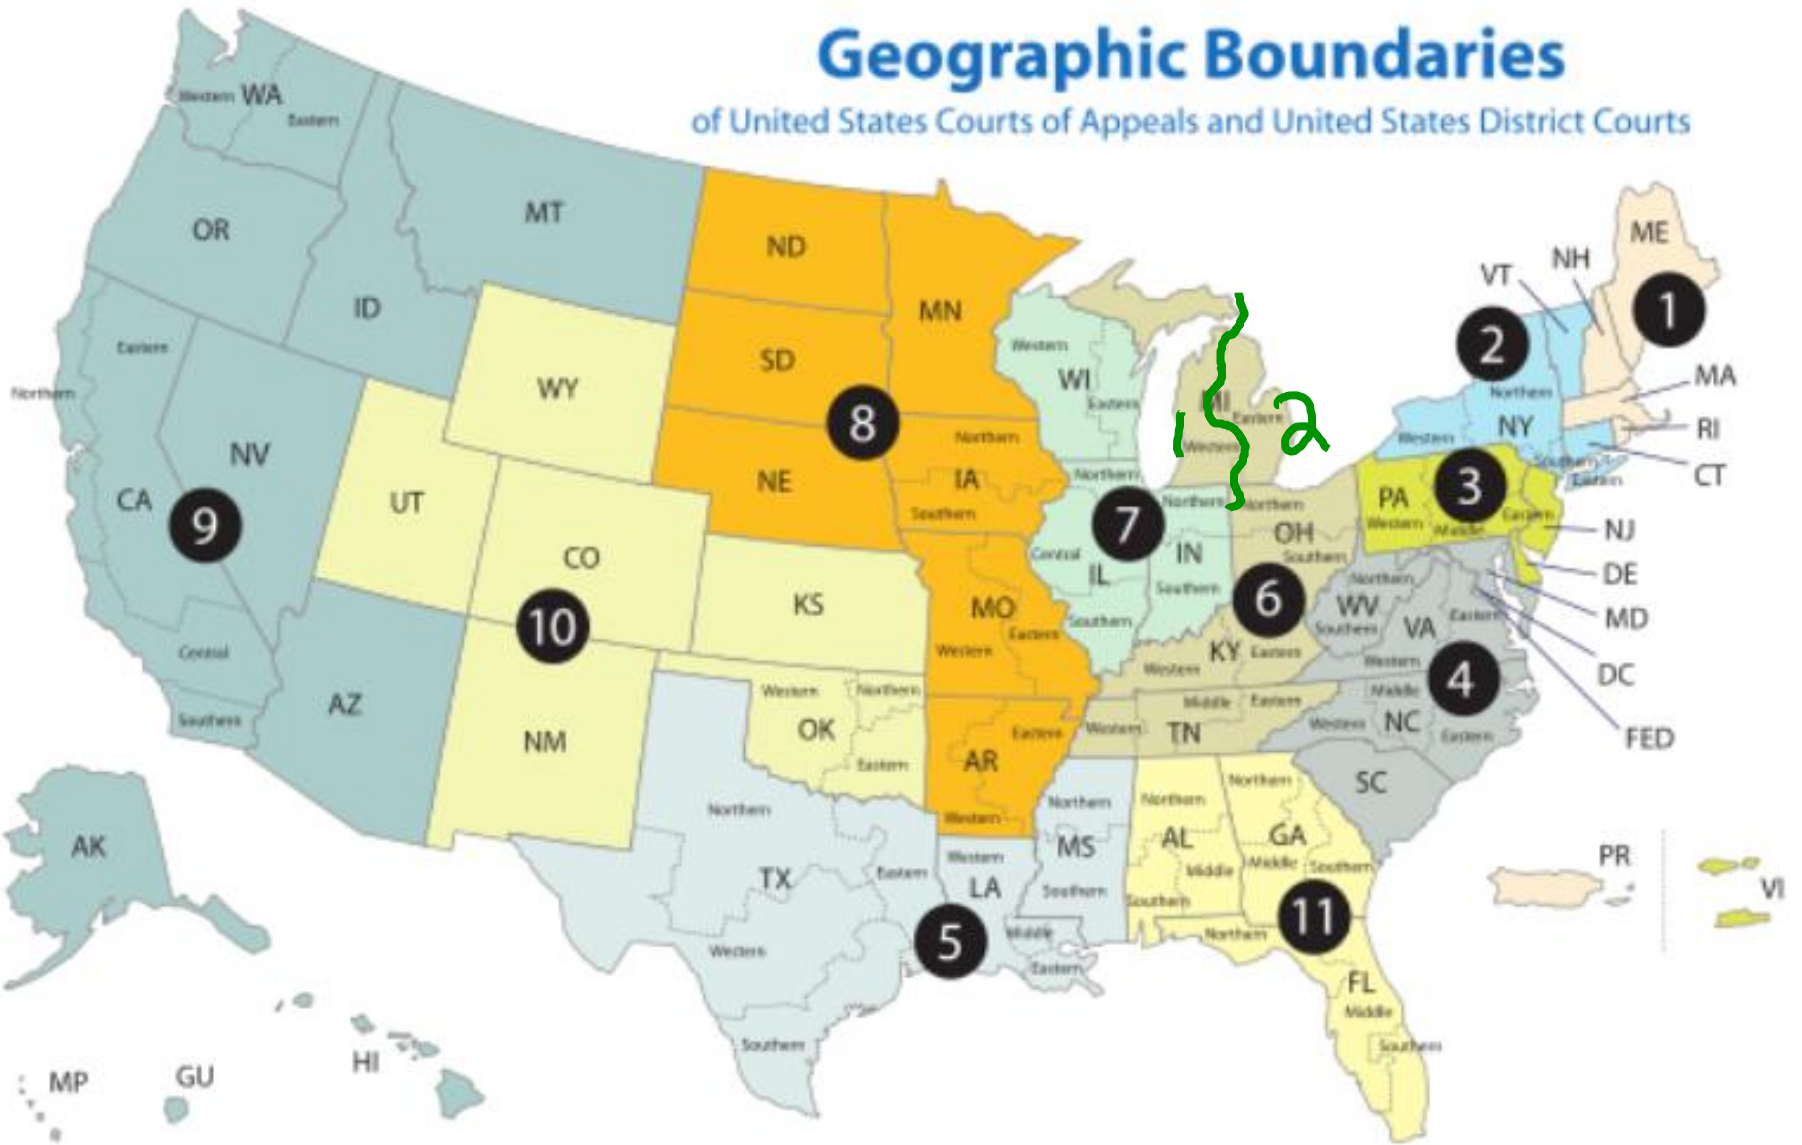 Geographic Boundaries
of United States Courts of Appeals and United States District Courts
Western WA
Eastern
OR
ID
MT
ND
MN
SD
WY
NE
8
Northern
IA
Southern
Eastern
Northern
NV
CA
9
Central
Southern
UT
CO
10
KS
AZ
NM
MO
Western
Eastern
Western
Northern
OK
Eastern
AR
Eastern
Western
Western
WI
Eastern
Northern
7
Central
IL
Southern
Northern
IN
Southern
MI
Eastern
Western
1
2
Northern
OH
Southern
6
KY
Western
Eastern
Western
Middle
Eastern
TN
ME
1
NH
VT
2
Northern
NY
Western
Southern
Eastern
MA
RI
CT
PA
3
Western
Middle
Eastern
NJ
DE
MD
DC
FED
Northern
WV
Southern
VA
Eastern
Western
4
Middle
Western
NC
Eastern
SC
Northern
TX
Eastern
Western
Southern
Western
LA
5
Middle
Eastern
Northern
MS
Southern
Northern
AL
Middle
Southern
Northern
GA
Middle
Southern
11
Northern
FL
Middle
Southern
AK
HI
MP
GU
PR
VI